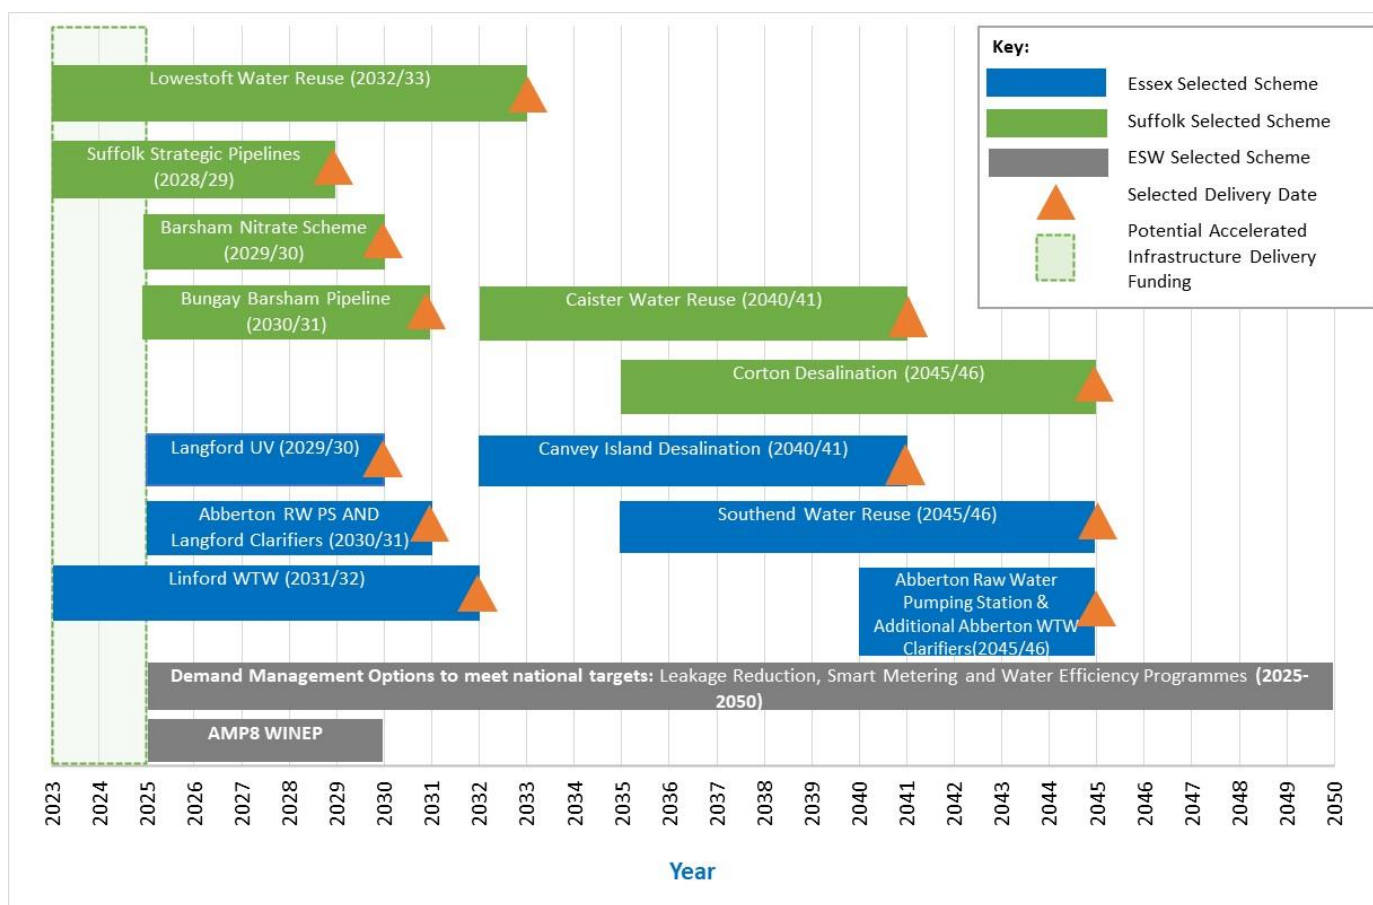 Key:
Essex Selected Scheme
Suffolk Selected Scheme
ESW Selected Scheme
Selected Delivery Date
Potential Accelerated
Infrastructure Delivery
Funding
Lowestoft Water Reuse (2032/33)
Suffolk Strategic Pipelines
(2028/29)
Barsham Nitrate Scheme
(2029/30)
Bungay Barsham Pipeline
(2030/31)
Caister Water Reuse (2040/41)
Corton Desalination (2045/46)
Langford UV (2029/30)
Canvey Island Desalination (2040/41)
Abberton RW PS AND
Langford Clarifiers (2030/31)
Southend Water Reuse (2045/46)
Linford WTW (2031/32)
Abberton Raw Water
Pumping Station &
Additional Abberton WTW
Clarifiers(2045/46)
Demand Management Options to meet national targets: Leakage Reduction, Smart Metering and Water Efficiency Programmes (2025-
2050)
AMP8 WINEP
2023
2024
2025
2026
2027
2028
2029
2030
2031
2032
2033
2034
2035
2036
2037
2038
2039
2040
2041
2042
2043
2044
2045
2046
2047
2048
2049
2050
Year